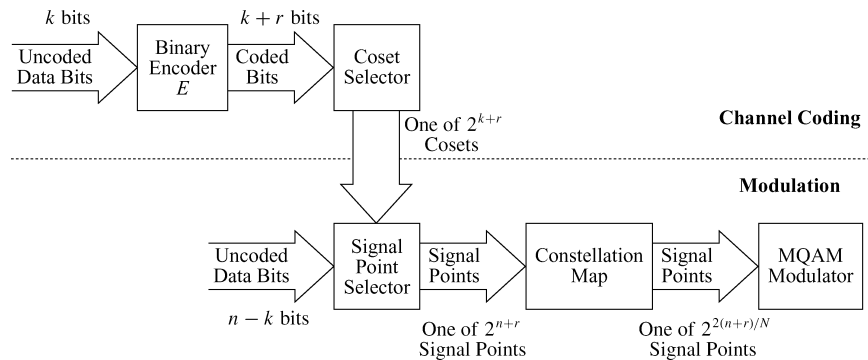 k bits
Uncoded
Data Bits
Binary
Encoder
E
k + r bits
Coded
Bits
Coset
Selector
One of 2^{k+r}
Cosets
Channel Coding
Modulation
Uncoded
Data Bits
n − k bits
Signal
Point
Selector
Signal
Points
One of 2^{n+r}
Signal Points
Constellation
Map
Signal
Points
One of 2^{2(n+r)/N}
Signal Points
MQAM
Modulator